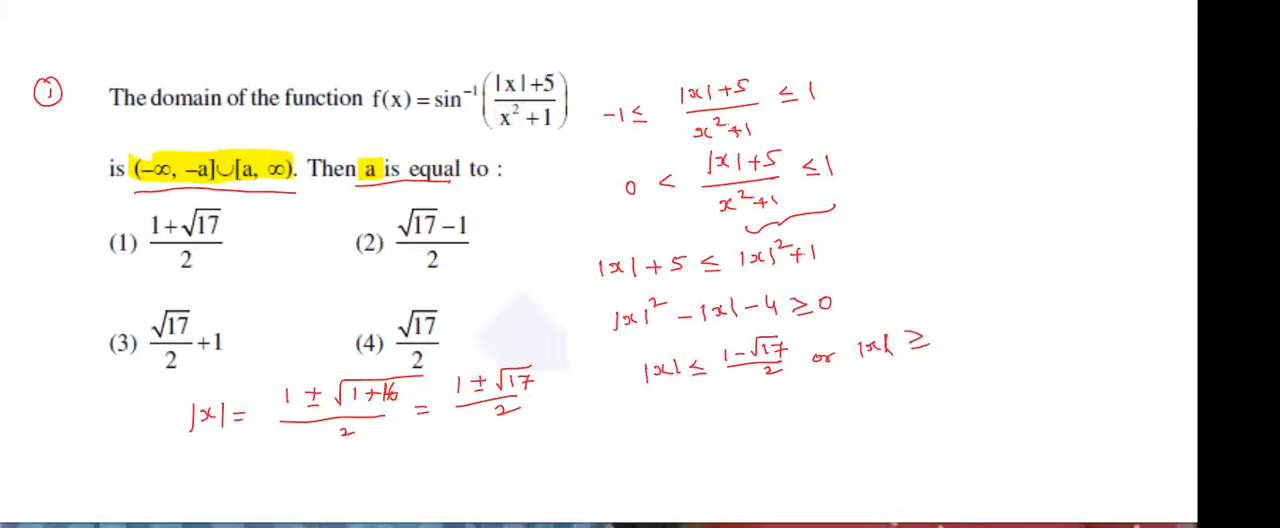 ① The domain of the function f(x) = sin⁻¹((|x|+5)/(x²+1))
is (–∞, –a]∪[a, ∞). Then a is equal to :
(1) (1+√17)/2
(2) (√17–1)/2
(3) √17/2 +1
(4) √17/2
|x| = (1 ± √(1+16))/2 = (1 ± √17)/2
-1 ≤ (|x|+5)/(x²+1) ≤ 1
0 < (|x|+5)/(x²+1) ≤ 1
|x| + 5 ≤ |x|² + 1
|x|² - |x| - 4 ≥ 0
|x| ≤ (1-√17)/2 or |x| ≥